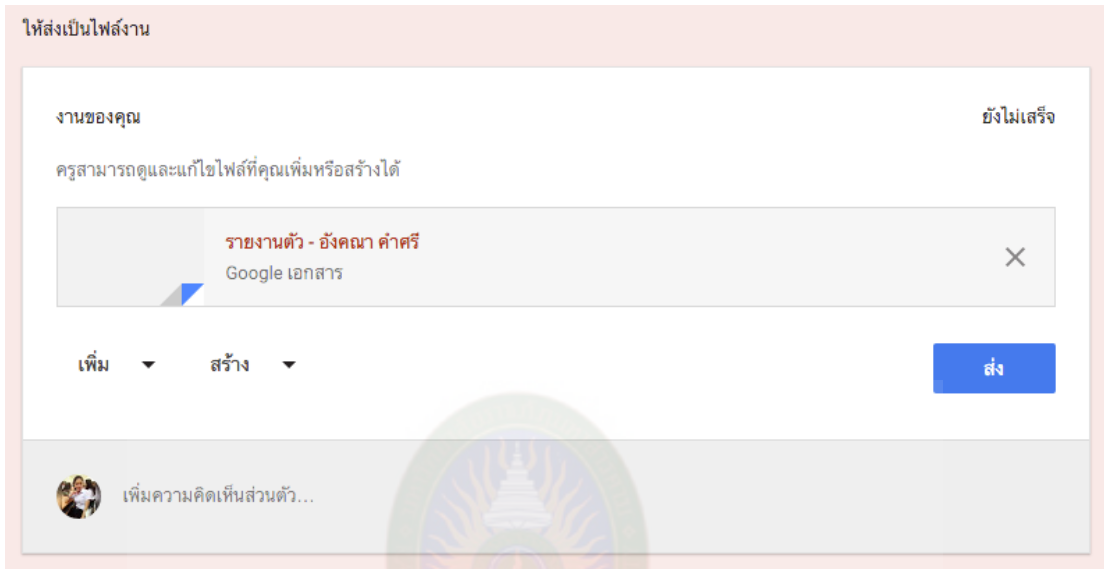 ให้ส่งเป็นไฟล์งาน
งานของคุณ ยังไม่เสร็จ
ครูสามารถดูและแก้ไขไฟล์ที่คุณเพิ่มหรือสร้างได้
รายงานตัว - อังคณา คำศรี
Google เอกสาร
เพิ่ม สร้าง ส่ง
เพิ่มความคิดเห็นส่วนตัว...